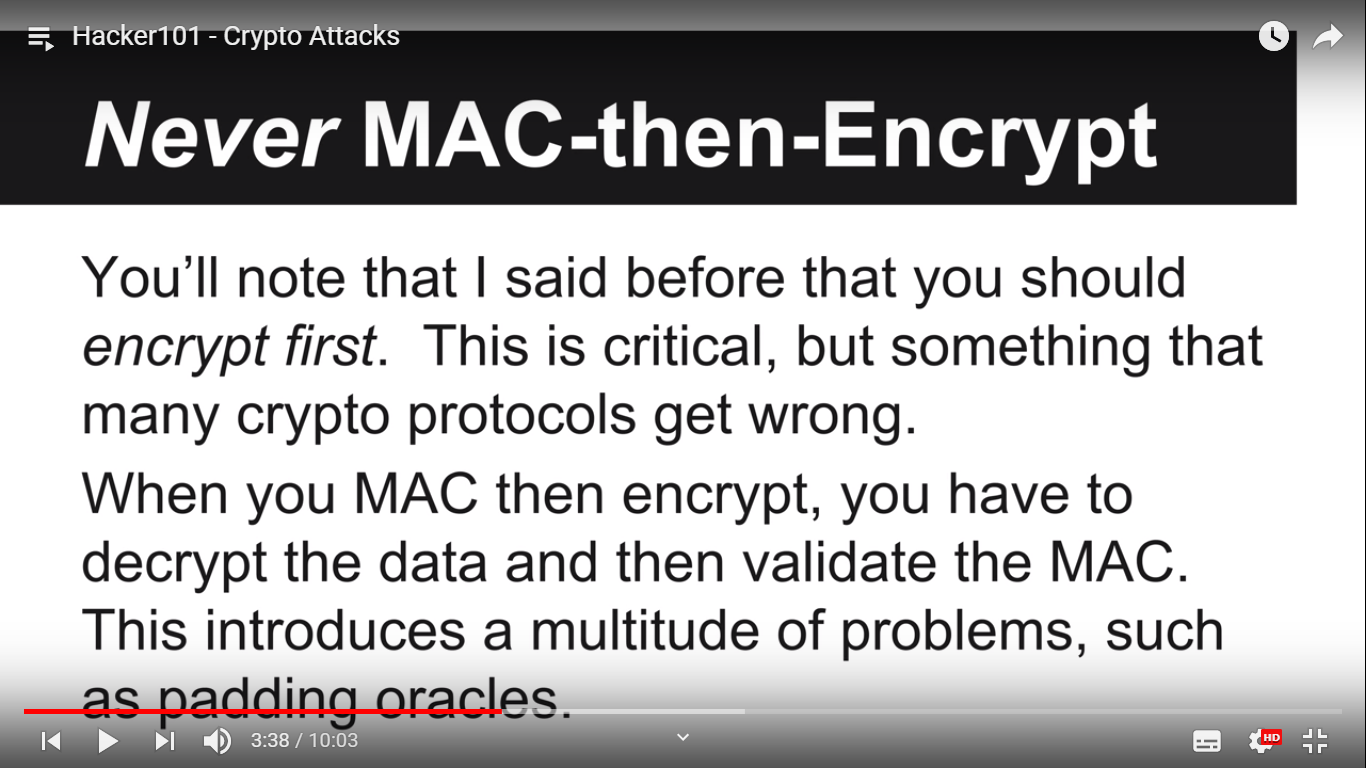 Hacker101 - Crypto Attacks
Never MAC-then-Encrypt
You’ll note that I said before that you should
encrypt first.  This is critical, but something that
many crypto protocols get wrong.
When you MAC then encrypt, you have to
decrypt the data and then validate the MAC.
This introduces a multitude of problems, such
as padding oracles.
3:38 / 10:03
HD